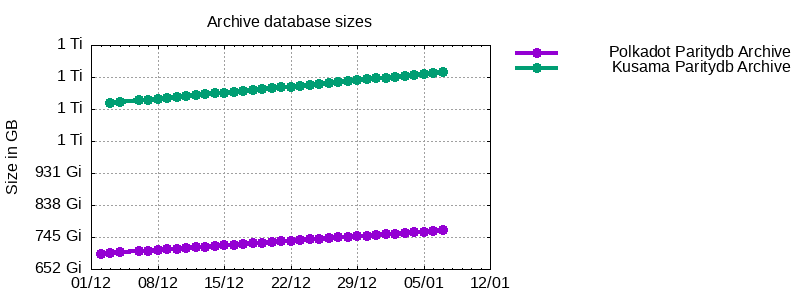 Archive database sizes
1 Ti
1 Ti
1 Ti
1 Ti
931 Gi
838 Gi
745 Gi
652 Gi
Size in GB
01/12 08/12 15/12 22/12 29/12 05/01 12/01
Polkadot Paritydb Archive
Kusama Paritydb Archive